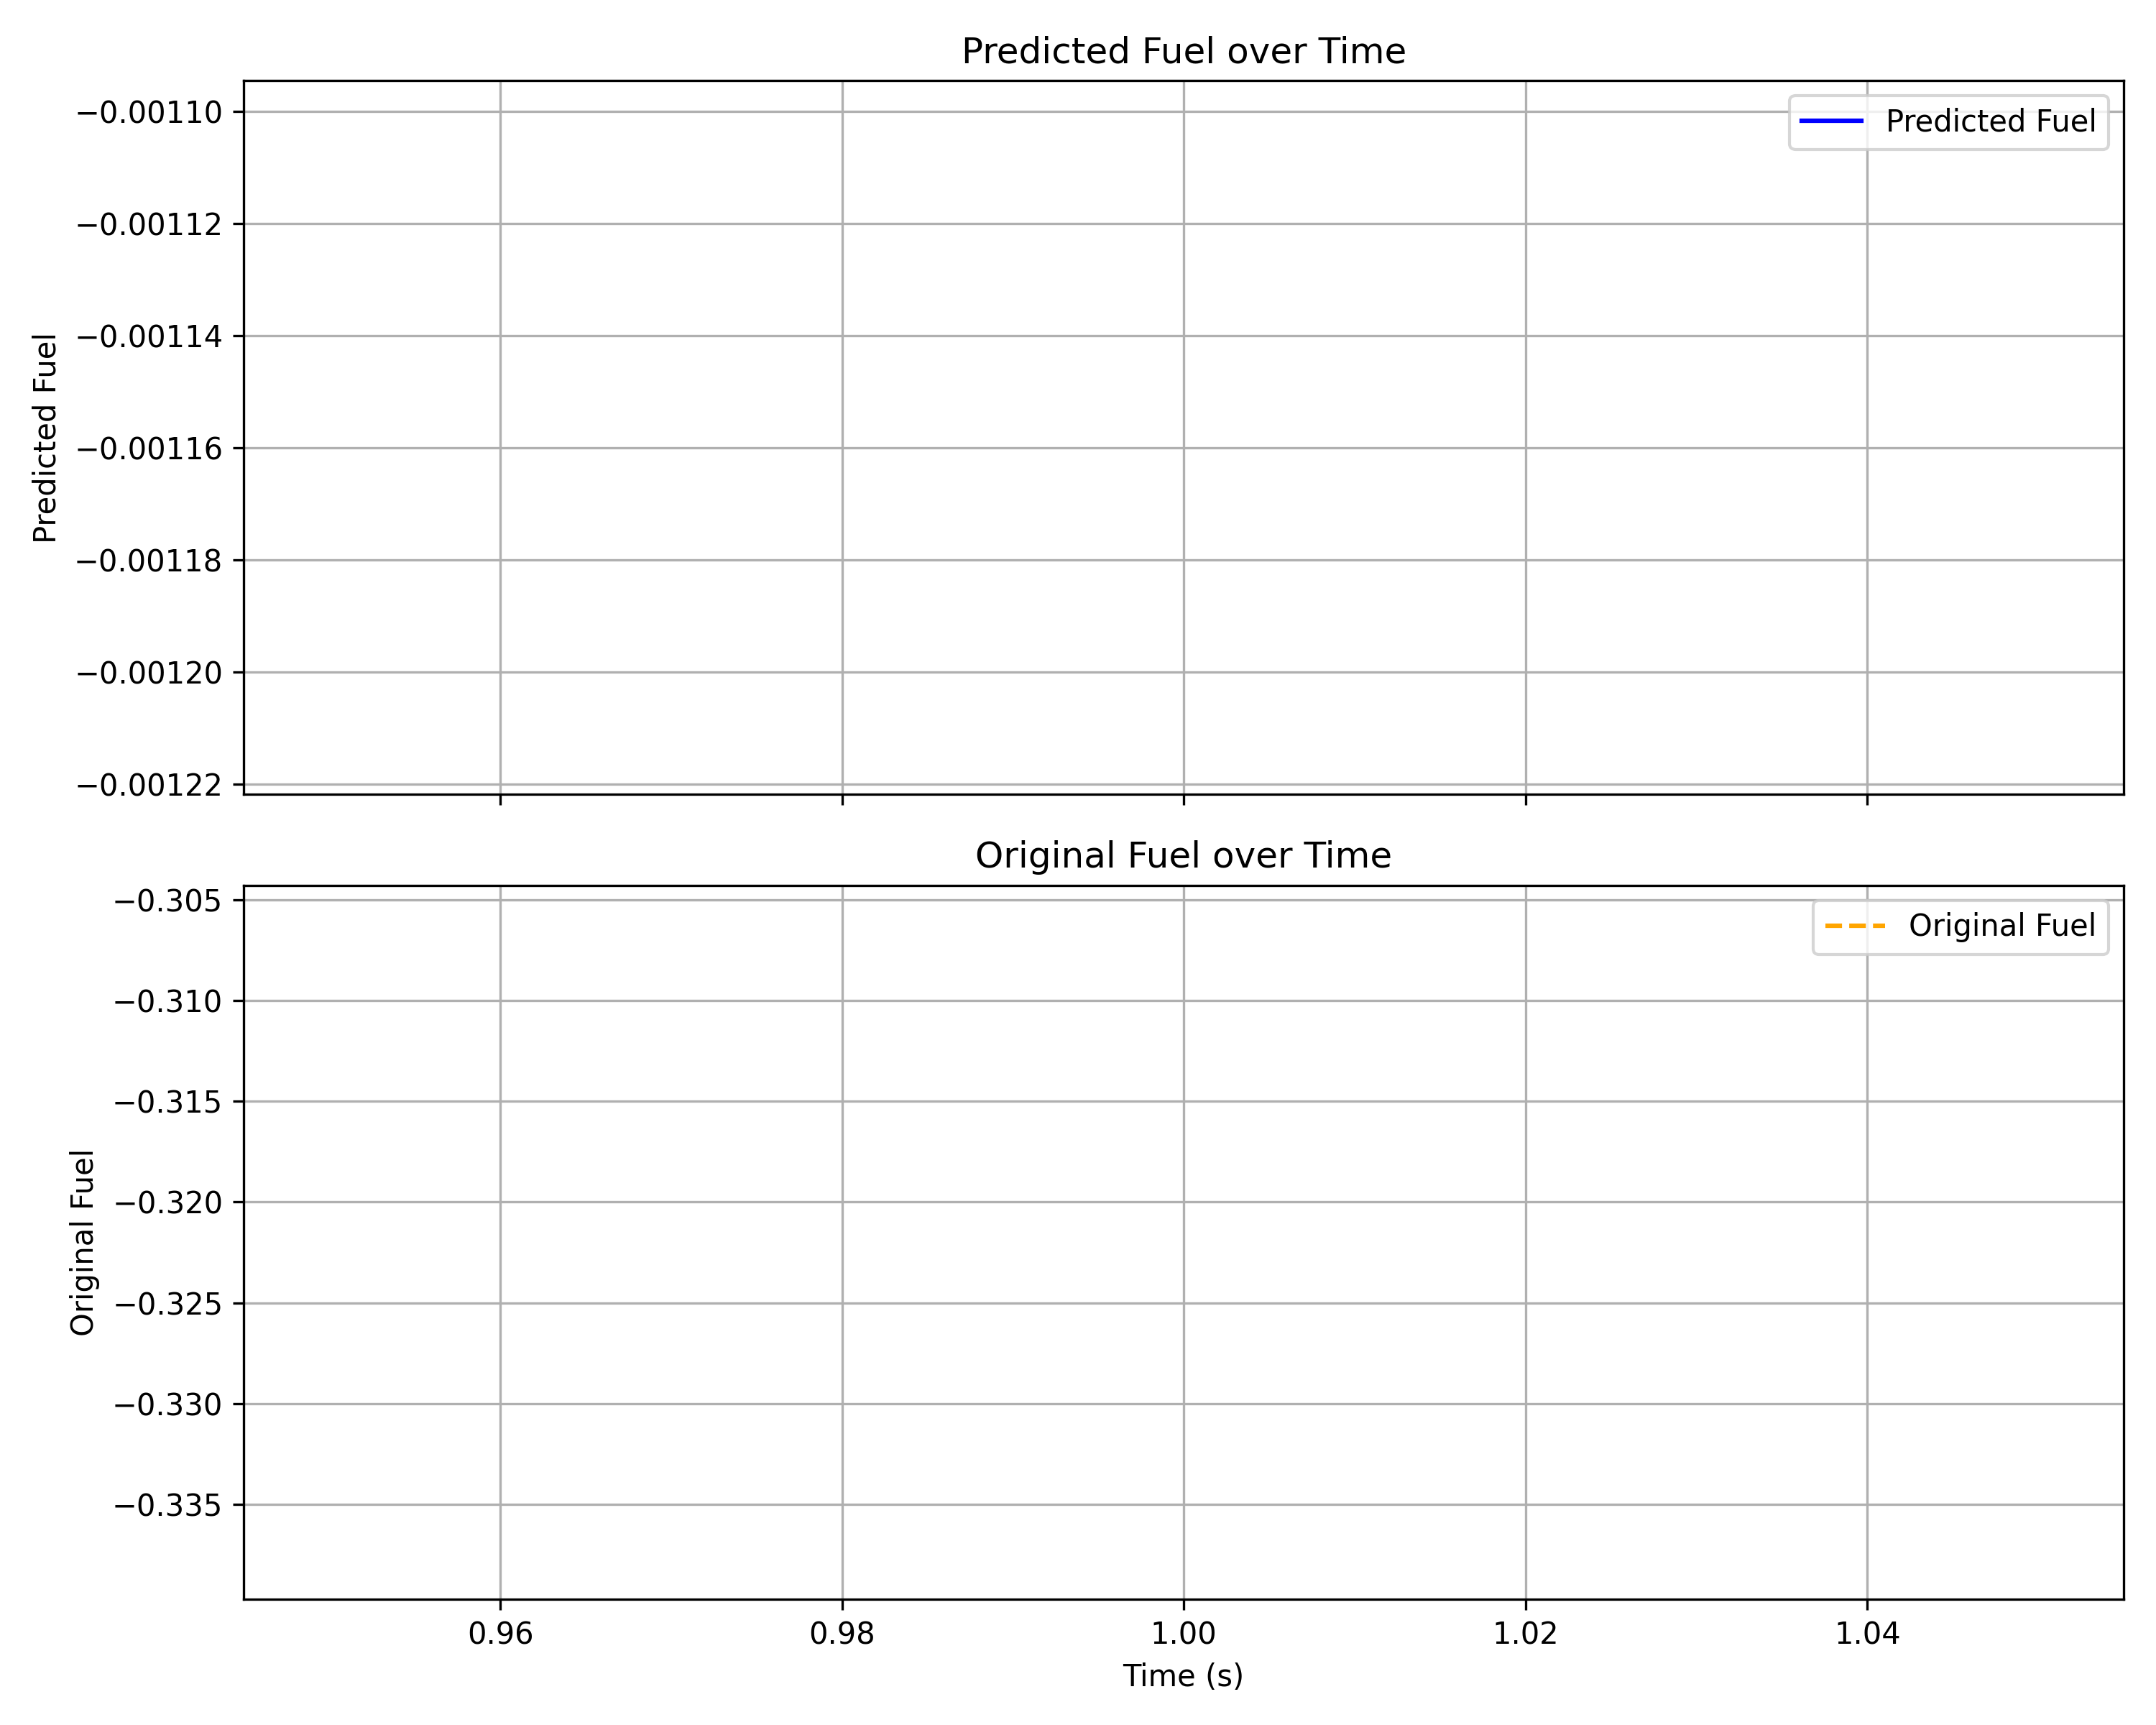 Predicted Fuel over Time
Predicted Fuel
−0.00110
−0.00112
−0.00114
−0.00116
−0.00118
−0.00120
−0.00122
Predicted Fuel
Original Fuel over Time
Original Fuel
−0.305
−0.310
−0.315
−0.320
−0.325
−0.330
−0.335
Original Fuel
0.96 0.98 1.00 1.02 1.04
Time (s)